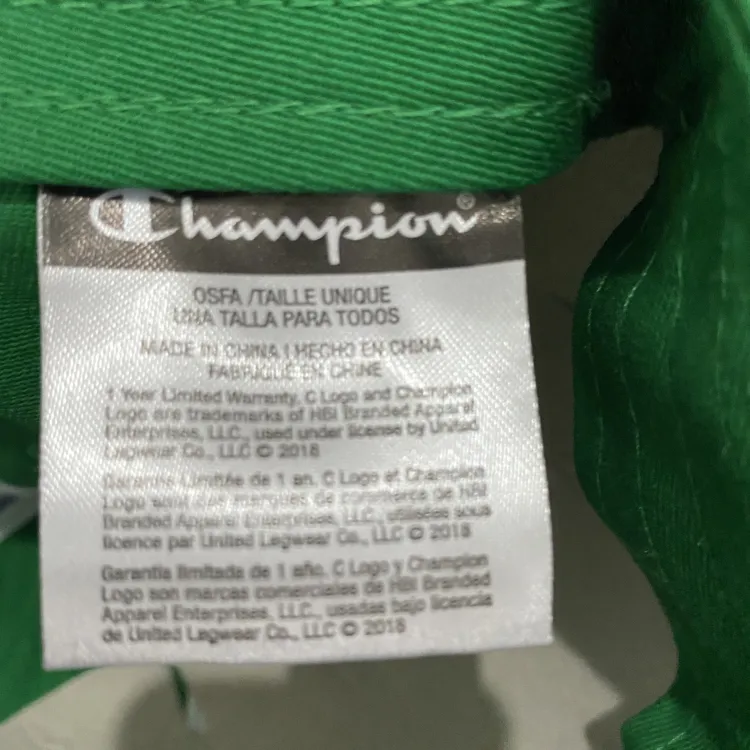 Champion®
OSFA /TAILLE UNIQUE
UNA TALLA PARA TODOS
MADE IN CHINA | HECHO EN CHINA
FABRIQUÉ EN CHINE
1 Year Limited Warranty, C Logo and Champion
Logo are trademarks of HBI Branded Apparel
Enterprises, LLC, used under license by United
Legwear Co., LLC © 2018
Garantie Limitée de 1 an. C Logo et Champion
Logo sont des marques de commerce de HBI
Branded Apparel Enterprises, LLC, utilisées sous
licence par United Legwear Co., LLC © 2018
Garantía limitada de 1 año. C Logo y Champion
Logo son marcas comerciales de HBI Branded
Apparel Enterprises, LLC, usadas bajo licencia
de United Legwear Co., LLC © 2018